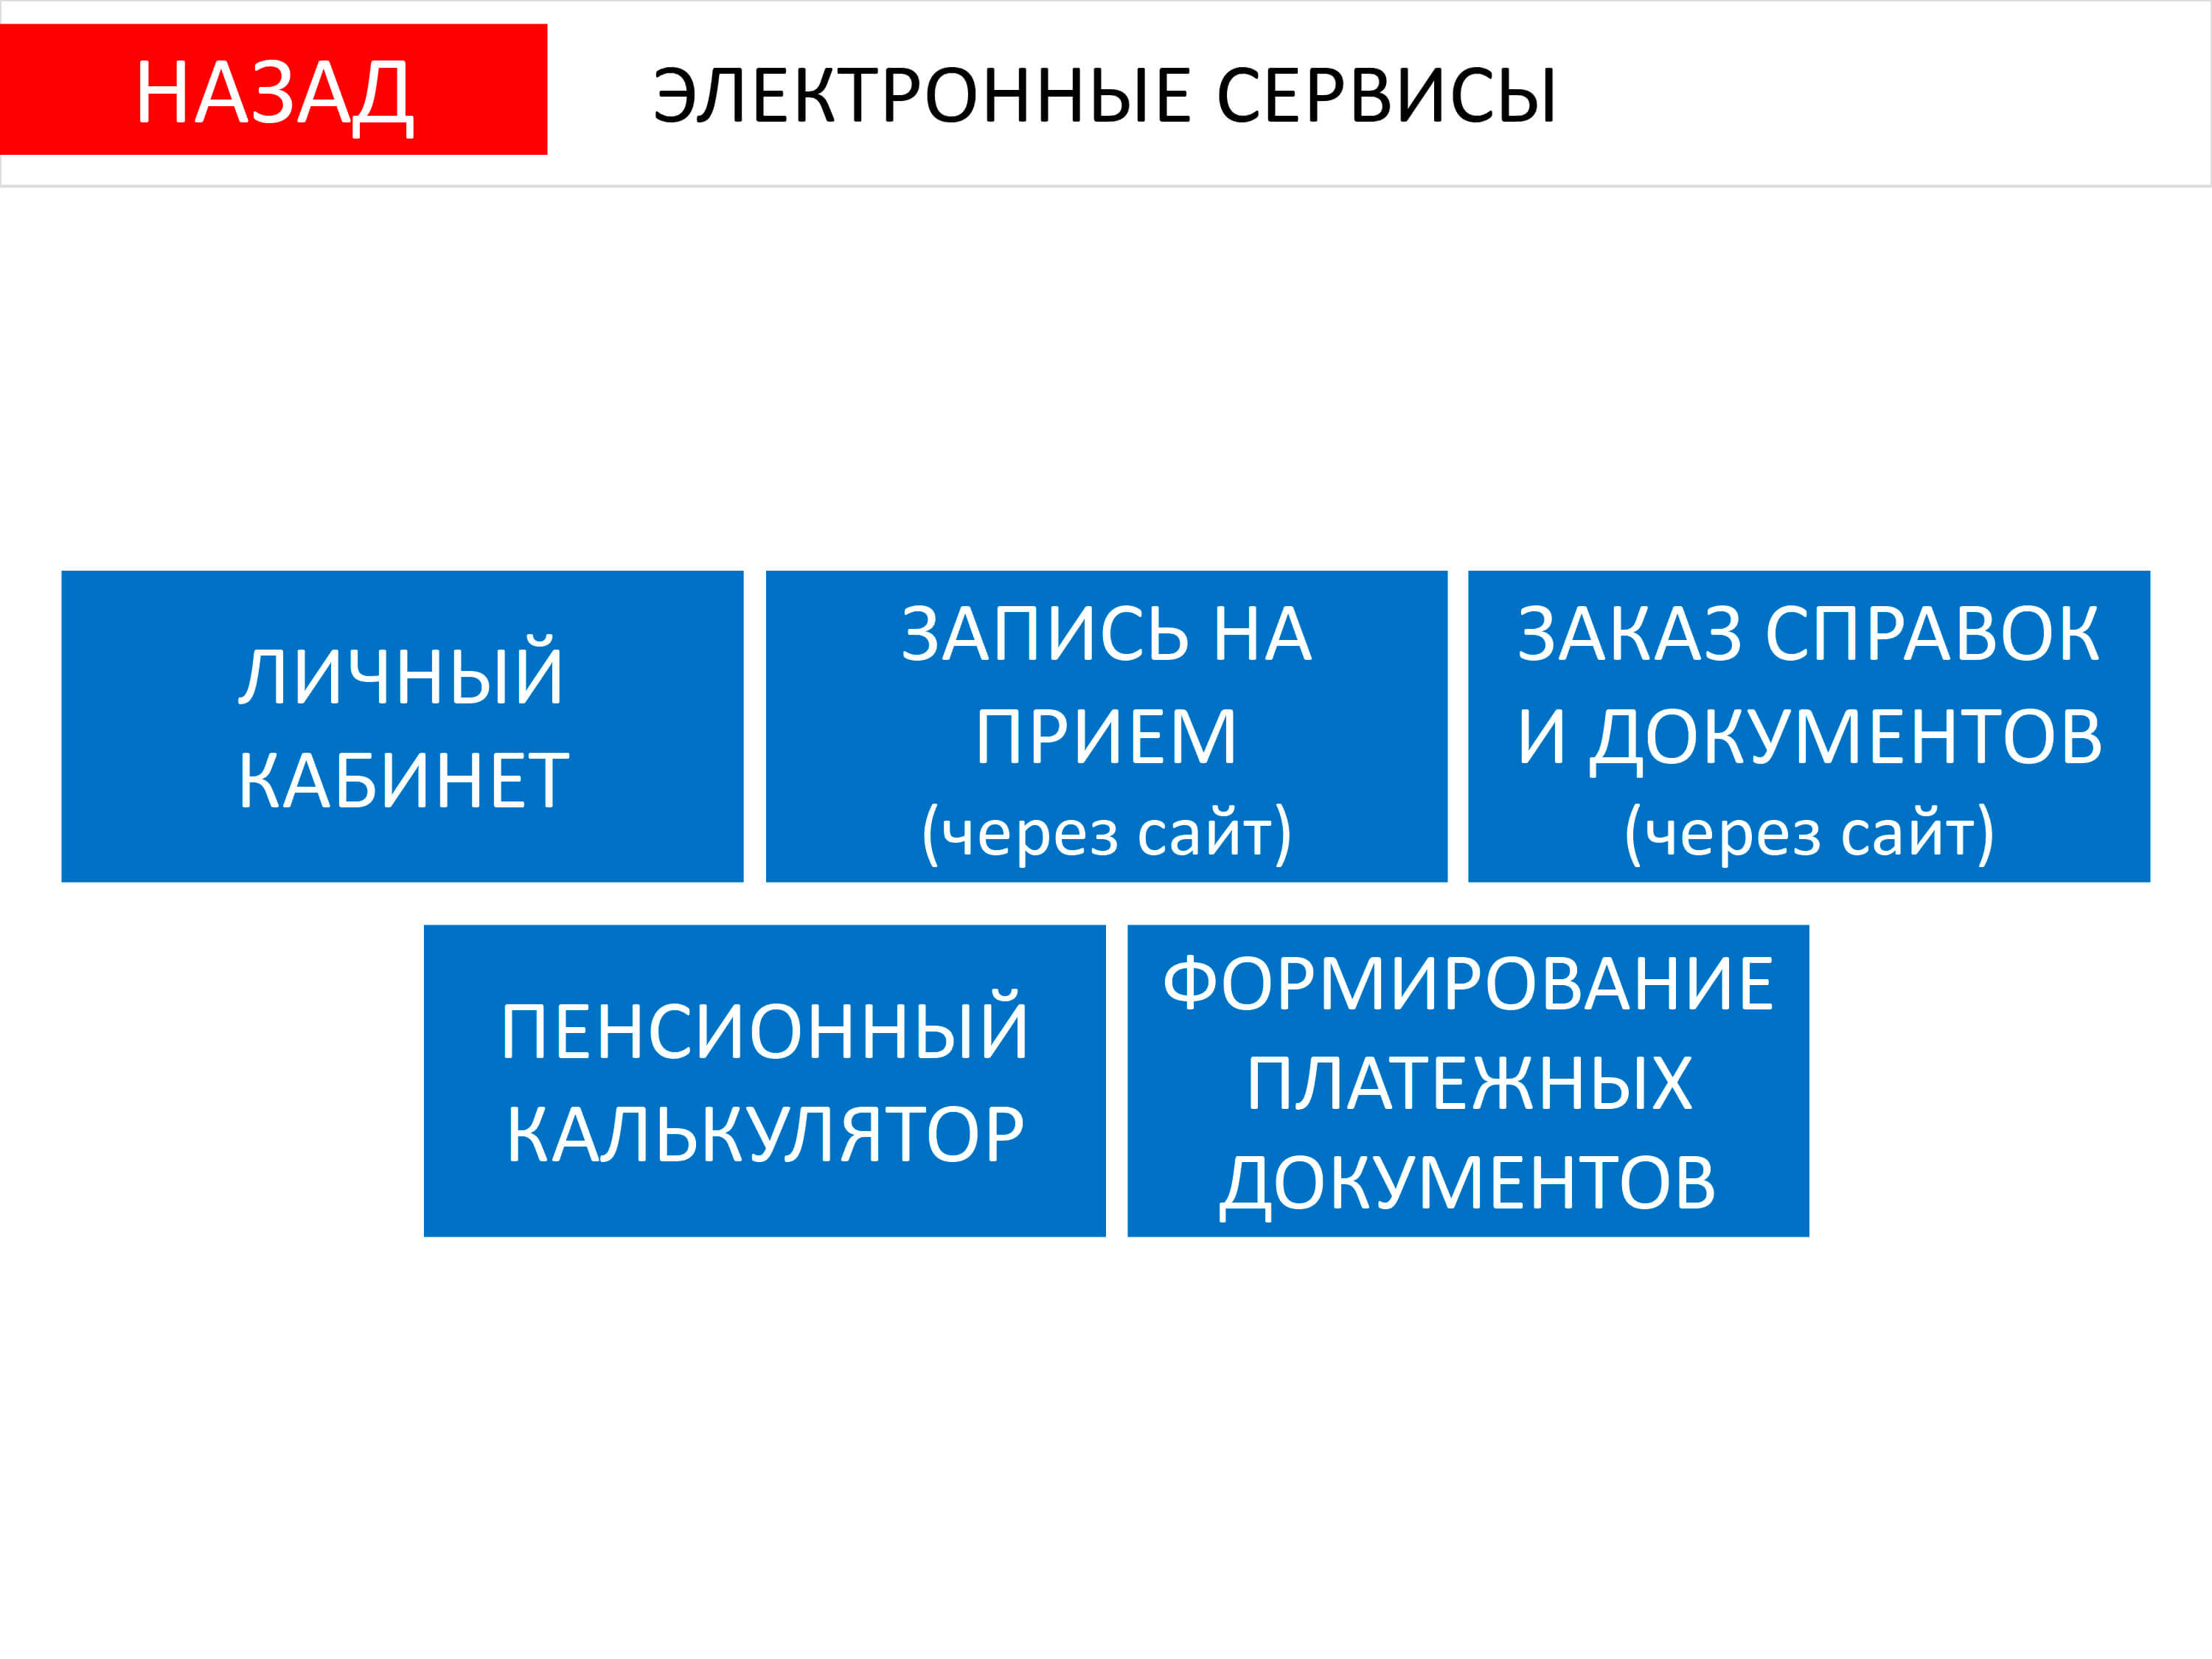 НАЗАД
ЭЛЕКТРОННЫЕ СЕРВИСЫ
ЛИЧНЫЙ
КАБИНЕТ
ЗАПИСЬ НА
ПРИЕМ
(через сайт)
ЗАКАЗ СПРАВОК
И ДОКУМЕНТОВ
(через сайт)
ПЕНСИОННЫЙ
КАЛЬКУЛЯТОР
ФОРМИРОВАНИЕ
ПЛАТЕЖНЫХ
ДОКУМЕНТОВ